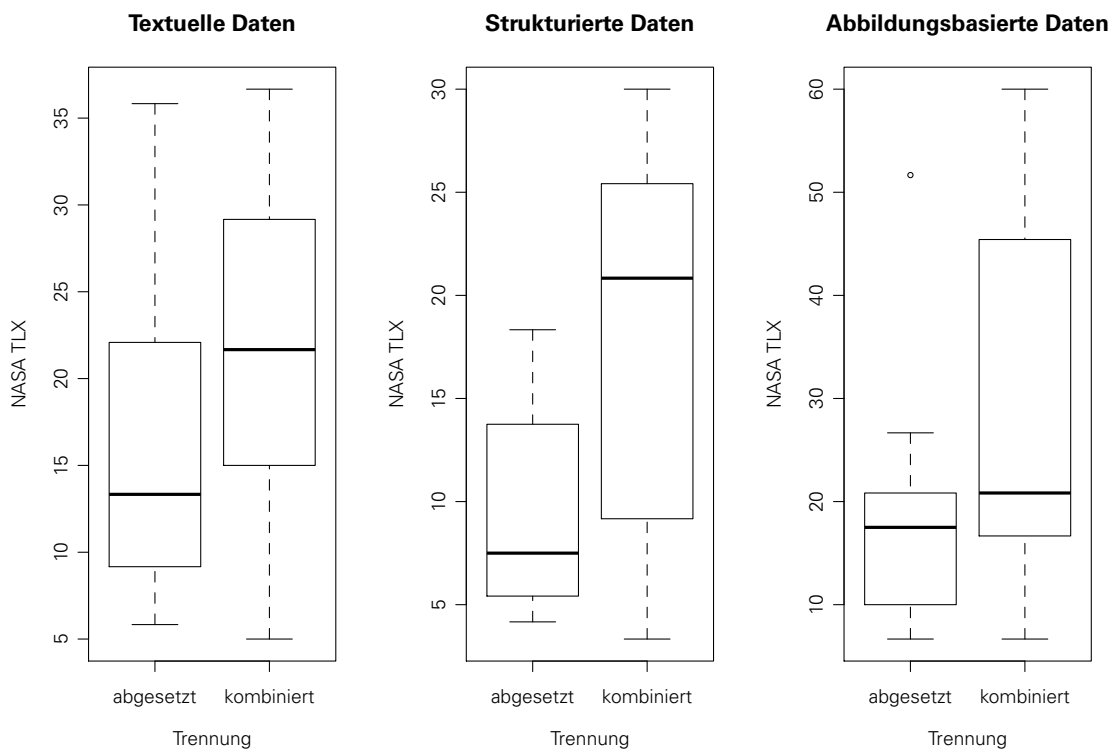 Textuelle Daten
NASA TLX
35
30
25
20
15
10
5
abgesetzt kombiniert
Trennung
Strukturierte Daten
NASA TLX
30
25
20
15
10
5
abgesetzt kombiniert
Trennung
Abbildungsbasierte Daten
NASA TLX
60
50
40
30
20
10
abgesetzt kombiniert
Trennung